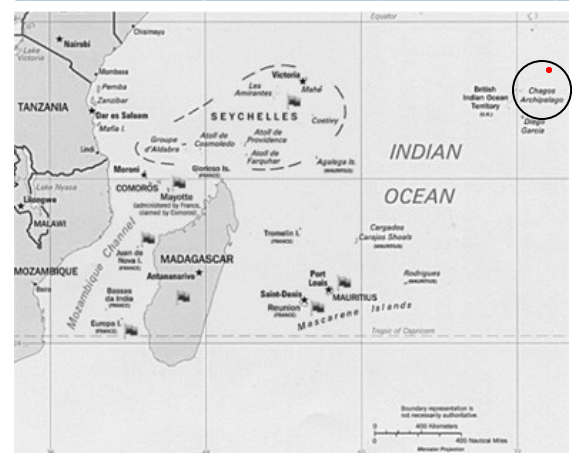 Equator
Chisimayu
Nairobi
Lake
Victoria
Mombasa
Pemba
Zanzibar
TANZANIA
Dar es Salaam
Mafia I.
Lindi
Victoria
Mahé
Les
Amirantes
SEYCHELLES
Coetivy
Groupe
d'Aldabra
Atoll de
Cosmoledo
Atoll de
Providence
Atoll de
Farquhar
British
Indian Ocean
Territory
(U.K.)
Chagos
Archipelago
Diego
Garcia
INDIAN
OCEAN
Agalega Is.
(MAURITIUS)
Moroni
COMOROS
Glorioso Is.
(FRANCE)
Mayotte
(administered by France,
claimed by Comoros)
Lake Nyasa
Lilongwe
MALAWI
Mozambique Channel
Juan de
Nova I.
(FRANCE)
MADAGASCAR
Antananarivo
Tromelin I.
(FRANCE)
Cargados
Carajos Shoals
(MAURITIUS)
MOZAMBIQUE
Beira
Bassas
da India
(FRANCE)
Europa I.
(FRANCE)
Port
Louis
MAURITIUS
Saint-Denis
Reunion
(FRANCE)
Rodrigues
(MAURITIUS)
Mascarene Islands
Tropic of Capricorn
Boundary representation is
not necessarily authoritative.
0 400 Kilometers
0 400 Nautical Miles
Mercator Projection